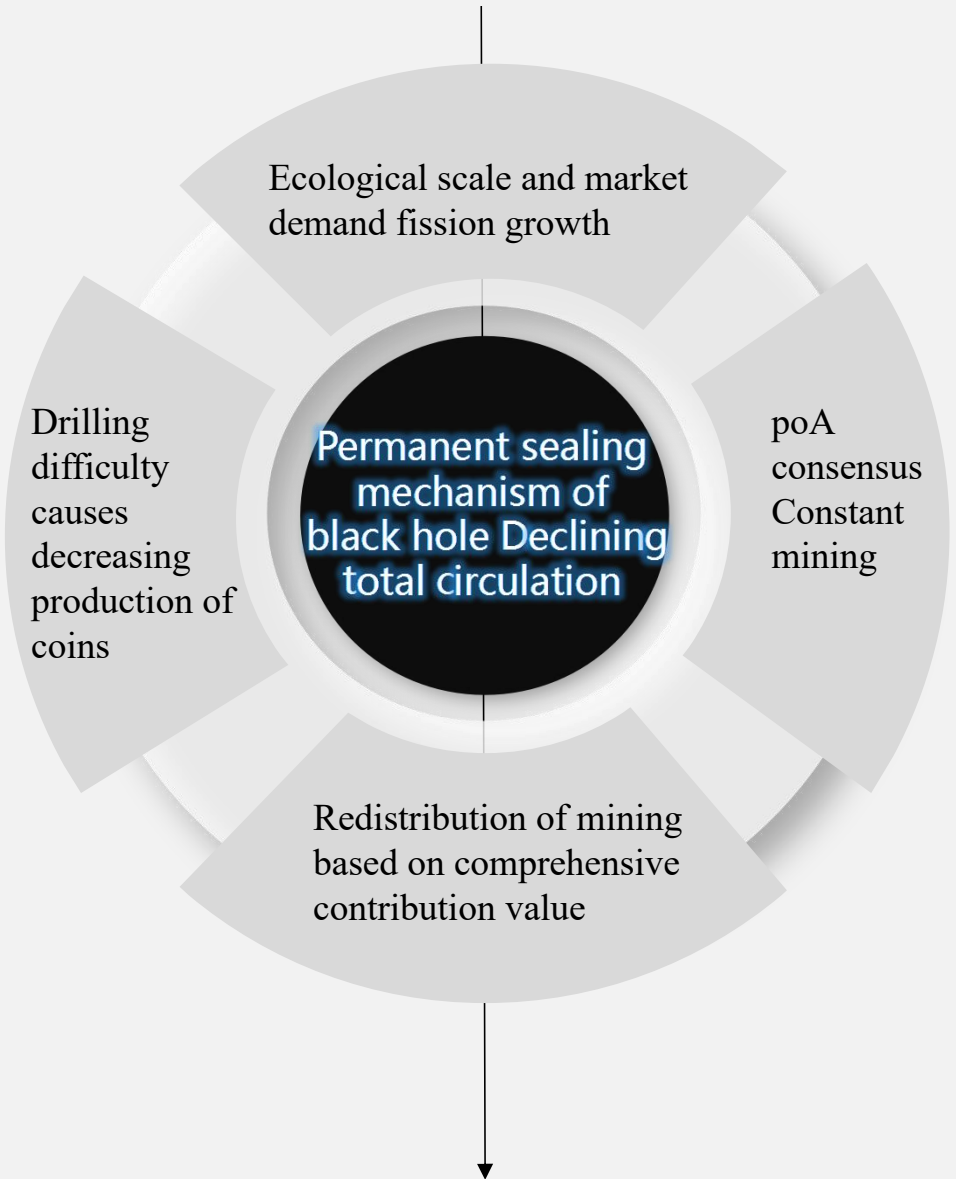 Ecological scale and market
demand fission growth
Drilling
difficulty
causes
decreasing
production of
coins
Permanent sealing
mechanism of
black hole Declining
total circulation
poA
consensus
Constant
mining
Redistribution of mining
based on comprehensive
contribution value